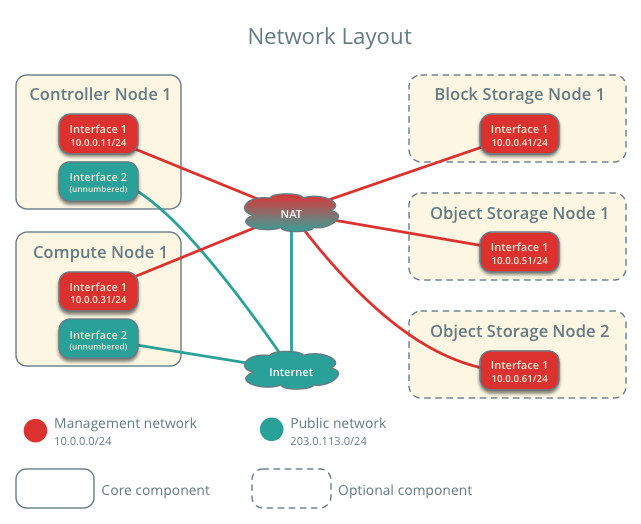 Network Layout
Controller Node 1
Interface 1
10.0.0.11/24
Interface 2
(unnumbered)
Compute Node 1
Interface 1
10.0.0.31/24
Interface 2
(unnumbered)
NAT
Internet
Block Storage Node 1
Interface 1
10.0.0.41/24
Object Storage Node 1
Interface 1
10.0.0.51/24
Object Storage Node 2
Interface 1
10.0.0.61/24
Management network
10.0.0.0/24
Public network
203.0.113.0/24
Core component
Optional component